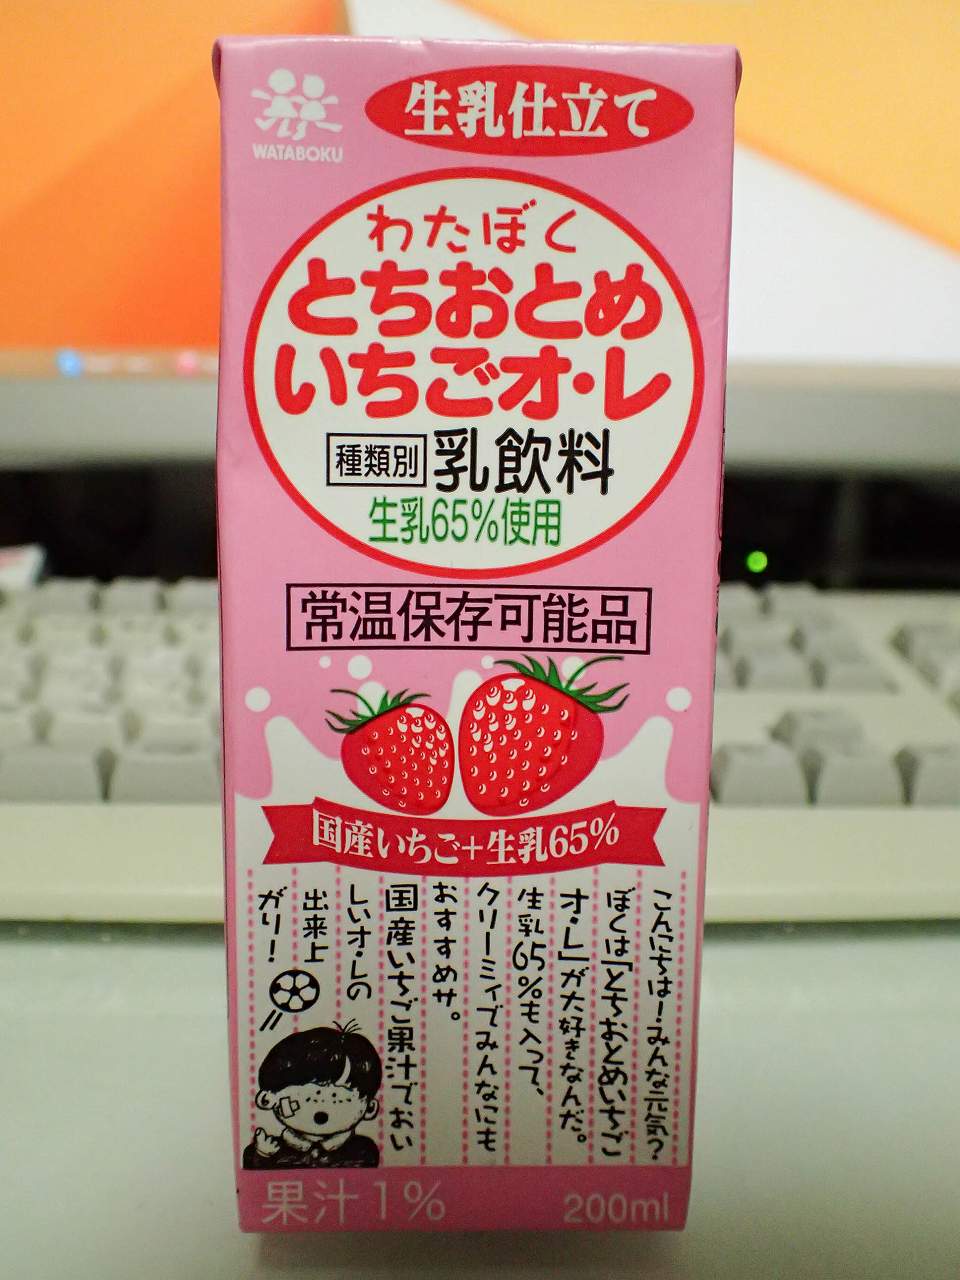 WATABOKU
生乳仕立て
わたぼく
とちおとめ
いちごオ・レ
種類別 乳飲料
生乳65%使用
常温保存可能品
国産いちご+生乳65%
こんにちは！みんな元気？
ぼくは「とちおとめいちご
オ・レ」が大好きなんだ。
生乳65%も入って、
クリーミィでみんなにも
おすすめサ。
国産いちご果汁でおい
しいオ・レの
出来上
がり！
果汁1%
200ml